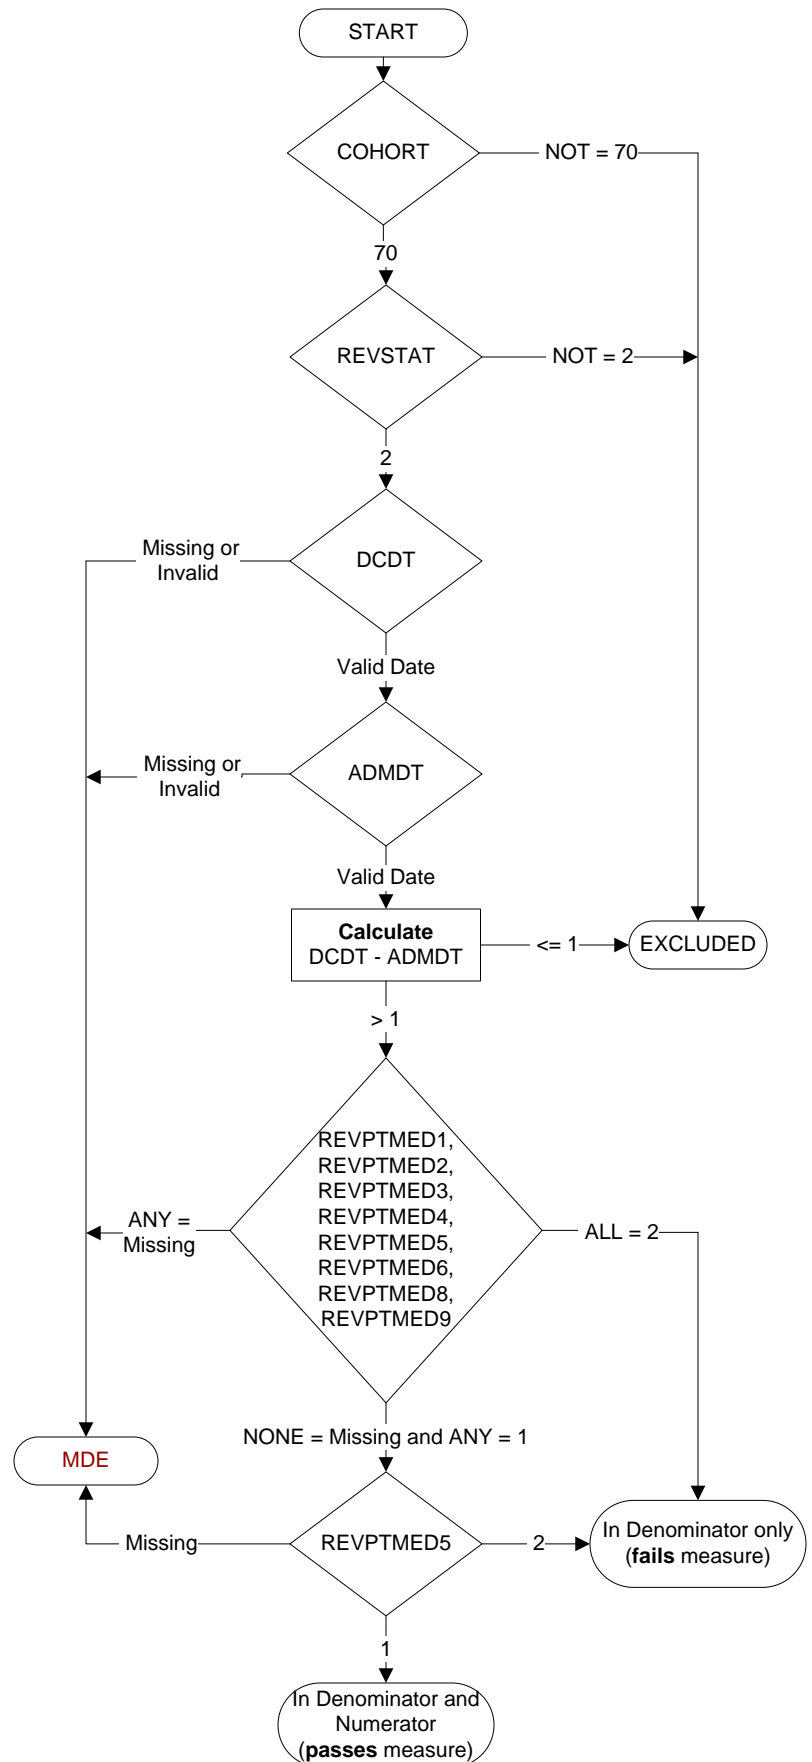 START
COHORT
NOT = 70
70
REVSTAT
NOT = 2
2
Missing or
Invalid
DCDT
Valid Date
Missing or
Invalid
ADMDT
Valid Date
Calculate
DCDT - ADMDT
<= 1
EXCLUDED
> 1
REVPTMED1,
REVPTMED2,
REVPTMED3,
REVPTMED4,
REVPTMED5,
REVPTMED6,
REVPTMED8,
REVPTMED9
ANY =
Missing
ALL = 2
NONE = Missing and ANY = 1
MDE
Missing
REVPTMED5
2
In Denominator only
(fails measure)
1
In Denominator and
Numerator
(passes measure)